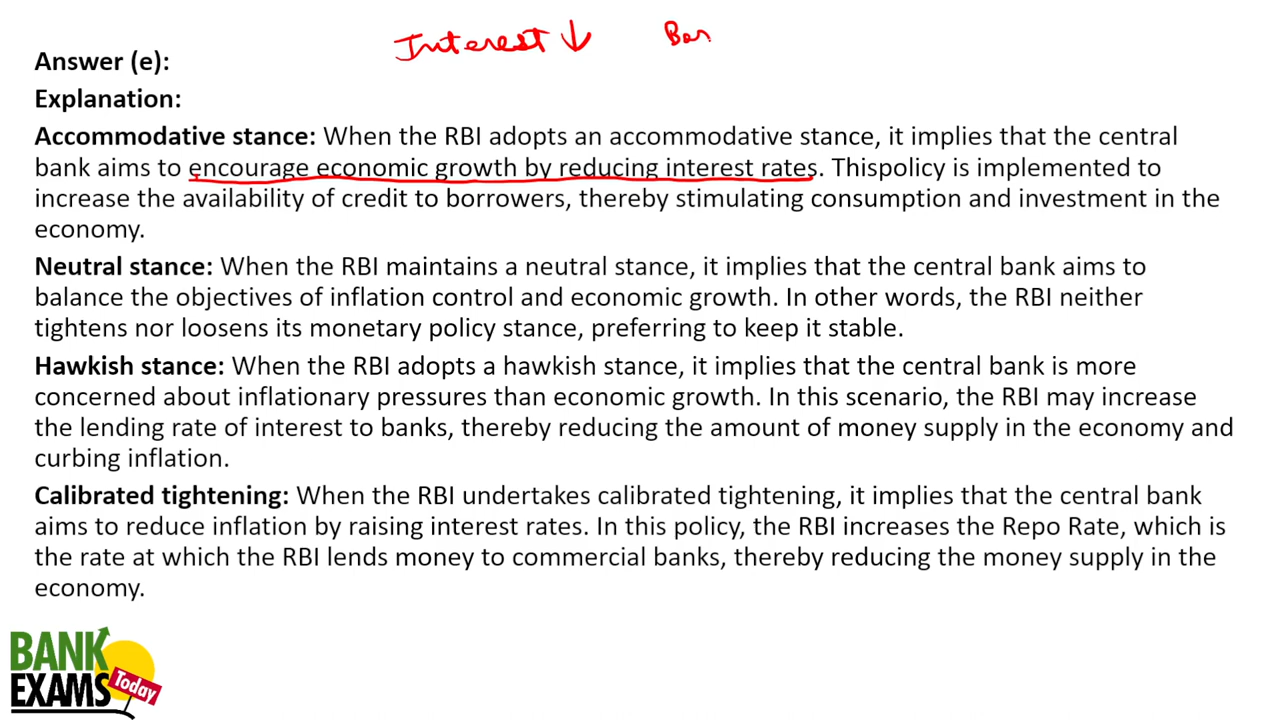 Interest ↓
Answer (e):
Explanation:
Accommodative stance: When the RBI adopts an accommodative stance, it implies that the central
bank aims to encourage economic growth by reducing interest rates. Thispolicy is implemented to
increase the availability of credit to borrowers, thereby stimulating consumption and investment in the
economy.
Neutral stance: When the RBI maintains a neutral stance, it implies that the central bank aims to
balance the objectives of inflation control and economic growth. In other words, the RBI neither
tightens nor loosens its monetary policy stance, preferring to keep it stable.
Hawkish stance: When the RBI adopts a hawkish stance, it implies that the central bank is more
concerned about inflationary pressures than economic growth. In this scenario, the RBI may increase
the lending rate of interest to banks, thereby reducing the amount of money supply in the economy and
curbing inflation.
Calibrated tightening: When the RBI undertakes calibrated tightening, it implies that the central bank
aims to reduce inflation by raising interest rates. In this policy, the RBI increases the Repo Rate, which is
the rate at which the RBI lends money to commercial banks, thereby reducing the money supply in the
economy.
BANK
EXAMS Today